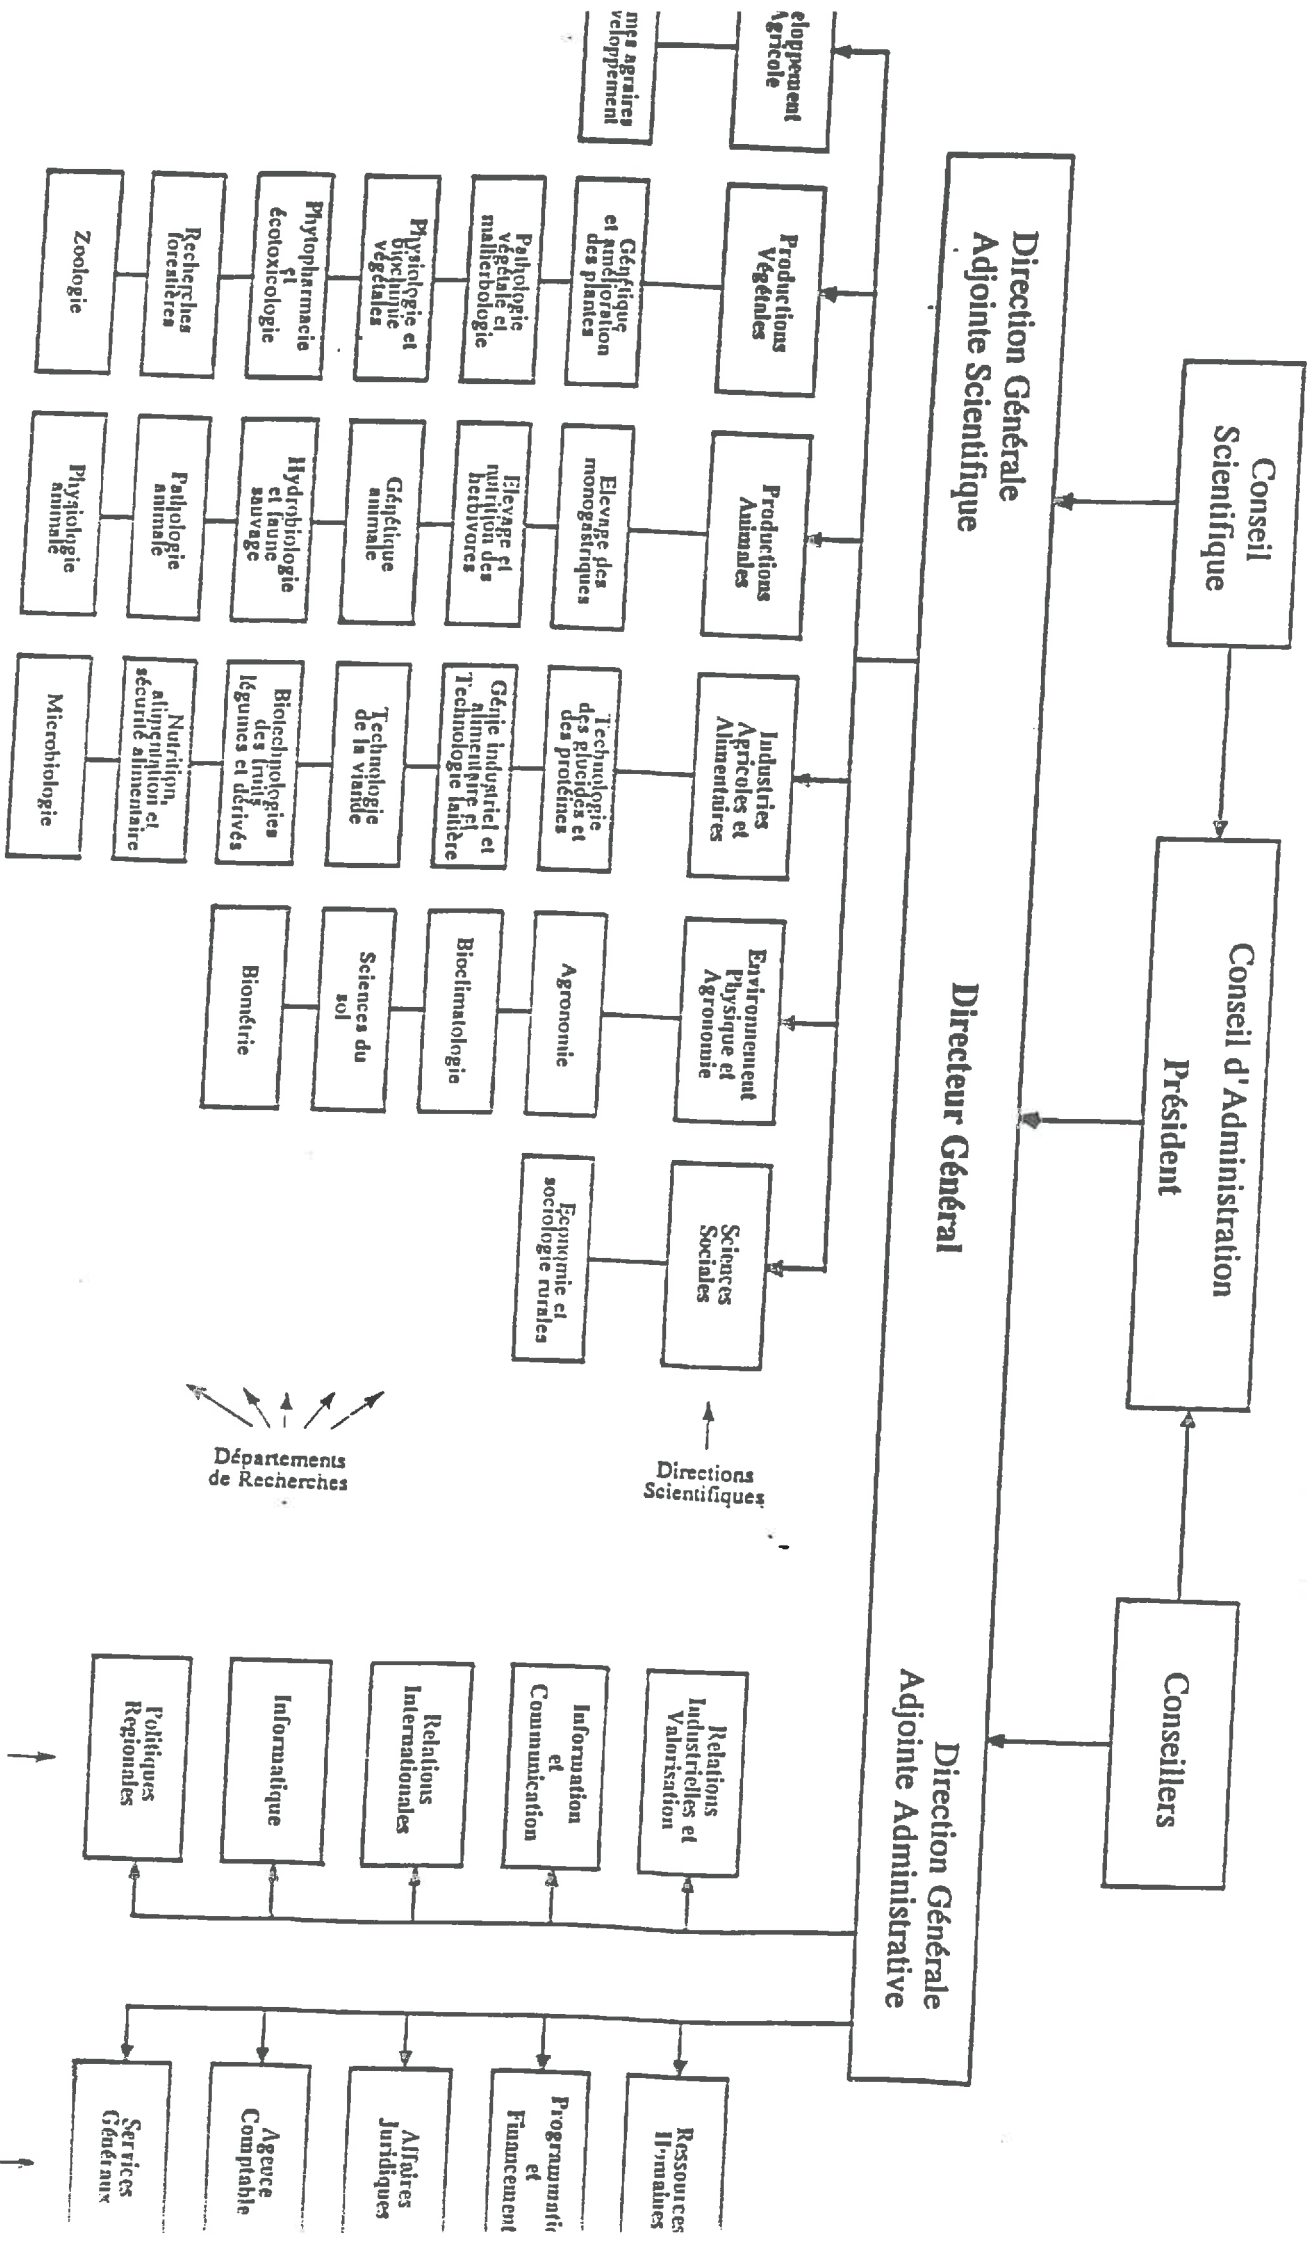 Conseil
Scientifique
Conseil d'Administration
Président
Conseillers
Direction Générale
Adjointe Scientifique
Directeur Général
Direction Générale
Adjointe Administrative
eloppement
Agricole
mes agraires
veloppement
Productions
Végétales
Génétique
et amélioration
des plantes
Pathologie
végétale et
malherbologie
Physiologie et
biochimie
végétales
Phytopharmacie
et
écotoxicologie
Recherches
forestières
Zoologie
Productions
Animales
Elevage des
monogastriques
Elevage et
nutrition des
herbivores
Génétique
animale
Hydrobiologie
et faune
sauvage
Pathologie
animale
Physiologie
animale
Industries
Agricoles et
Alimentaires
Technologie
des glucides et
des protéines
Génie industriel et
alimentaire et
Technologie laitière
Technologie
de la viande
Biotechnologies
des fruits
légumes et dérivés
Nutrition,
alimentation et
sécurité alimentaire
Microbiologie
Environnement
Physique et
Agronomie
Agronomie
Bioclimatologie
Sciences du
sol
Biométrie
Sciences
Sociales
Economie et
sociologie rurales
Directions
Scientifiques
Départements
de Recherches
Relations
Industrielles et
Valorisation
Information
et
Communication
Relations
Internationales
Informatique
Politiques
Regionales
Ressources
Humaines
Programmatio
et
Financement
Affaires
Juridiques
Agence
Comptable
Services
Généraux